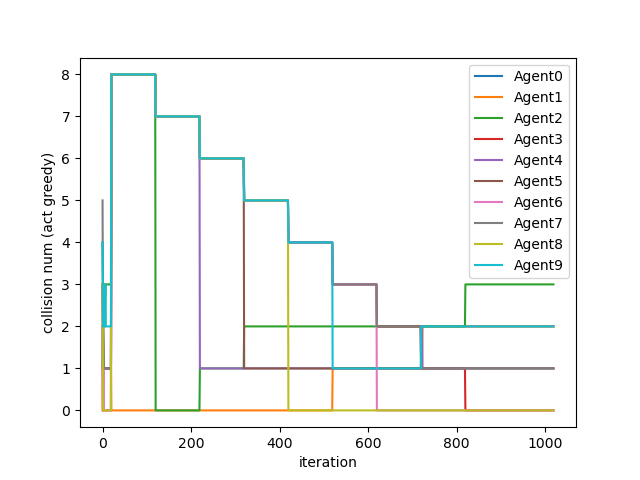 8
7
6
5
4
3
2
1
0
collision num (act greedy)
0
200
400
600
800
1000
iteration
Agent0
Agent1
Agent2
Agent3
Agent4
Agent5
Agent6
Agent7
Agent8
Agent9